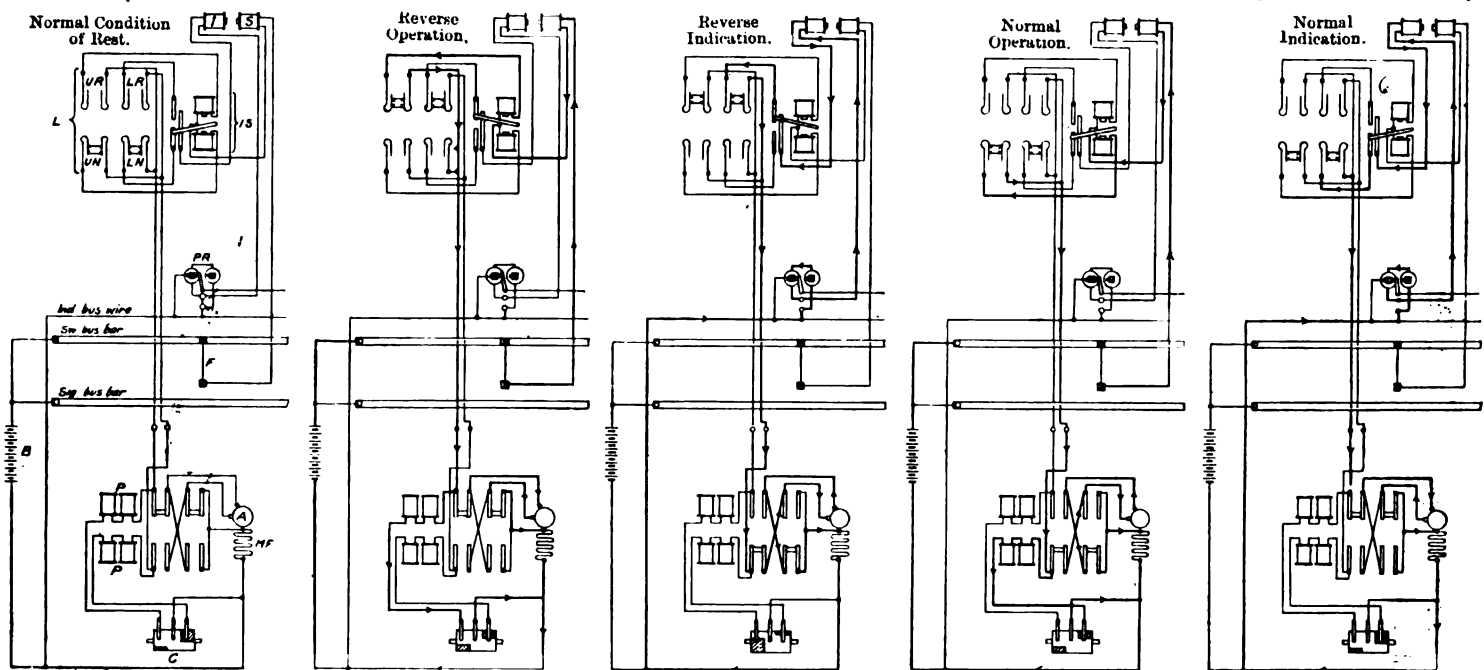 Normal Condition
of Rest.
I S
UR LR
L
IS
UN LN
PR
Ind bus wire
Sw bus bar
F
Sig bus bar
B
P
A
MF
P
C
Reverse
Operation.
Reverse
Indication.
Normal
Operation.
Normal
Indication.
6